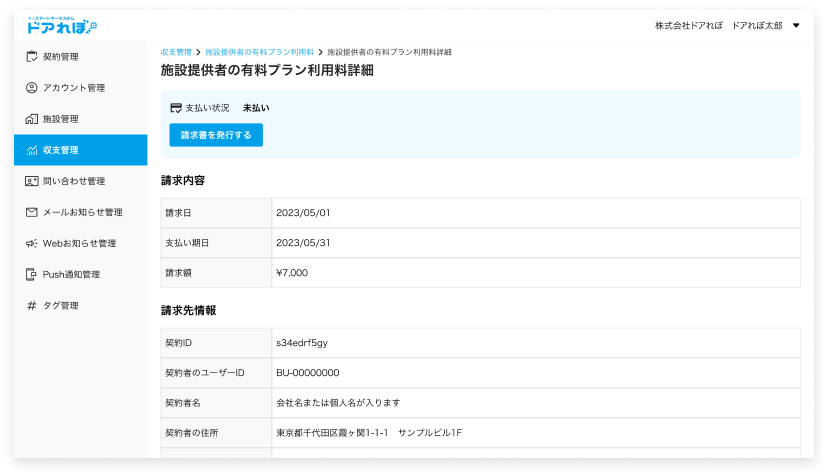 ドアれぽ
株式会社ドアれぽ ドアれぽ太郎
契約管理
アカウント管理
施設管理
収支管理
問い合わせ管理
メールお知らせ管理
Webお知らせ管理
Push通知管理
タグ管理
収支管理 > 施設提供者の有料プラン利用料 > 施設提供者の有料プラン利用料詳細
施設提供者の有料プラン利用料詳細
支払い状況 未払い
請求書を発行する
請求内容
請求日 2023/05/01
支払い期日 2023/05/31
請求額 ¥7,000
請求先情報
契約ID s34edrf5gy
契約者のユーザーID BU-00000000
契約者名 会社名または個人名が入ります
契約者の住所 東京都千代田区霞ヶ関1-1-1 サンプルビル1F